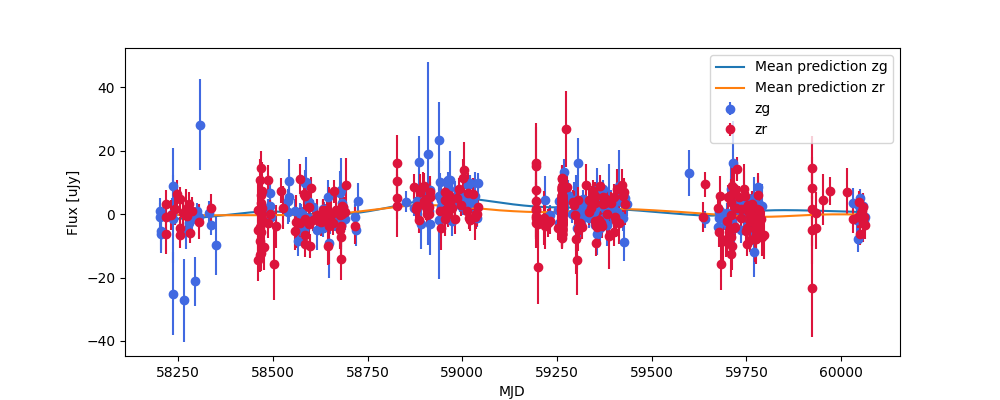 Mean prediction zg
Mean prediction zr
zg
zr
Flux [uJy]
40
20
0
−20
−40
58250
58500
58750
59000
59250
59500
59750
60000
MJD